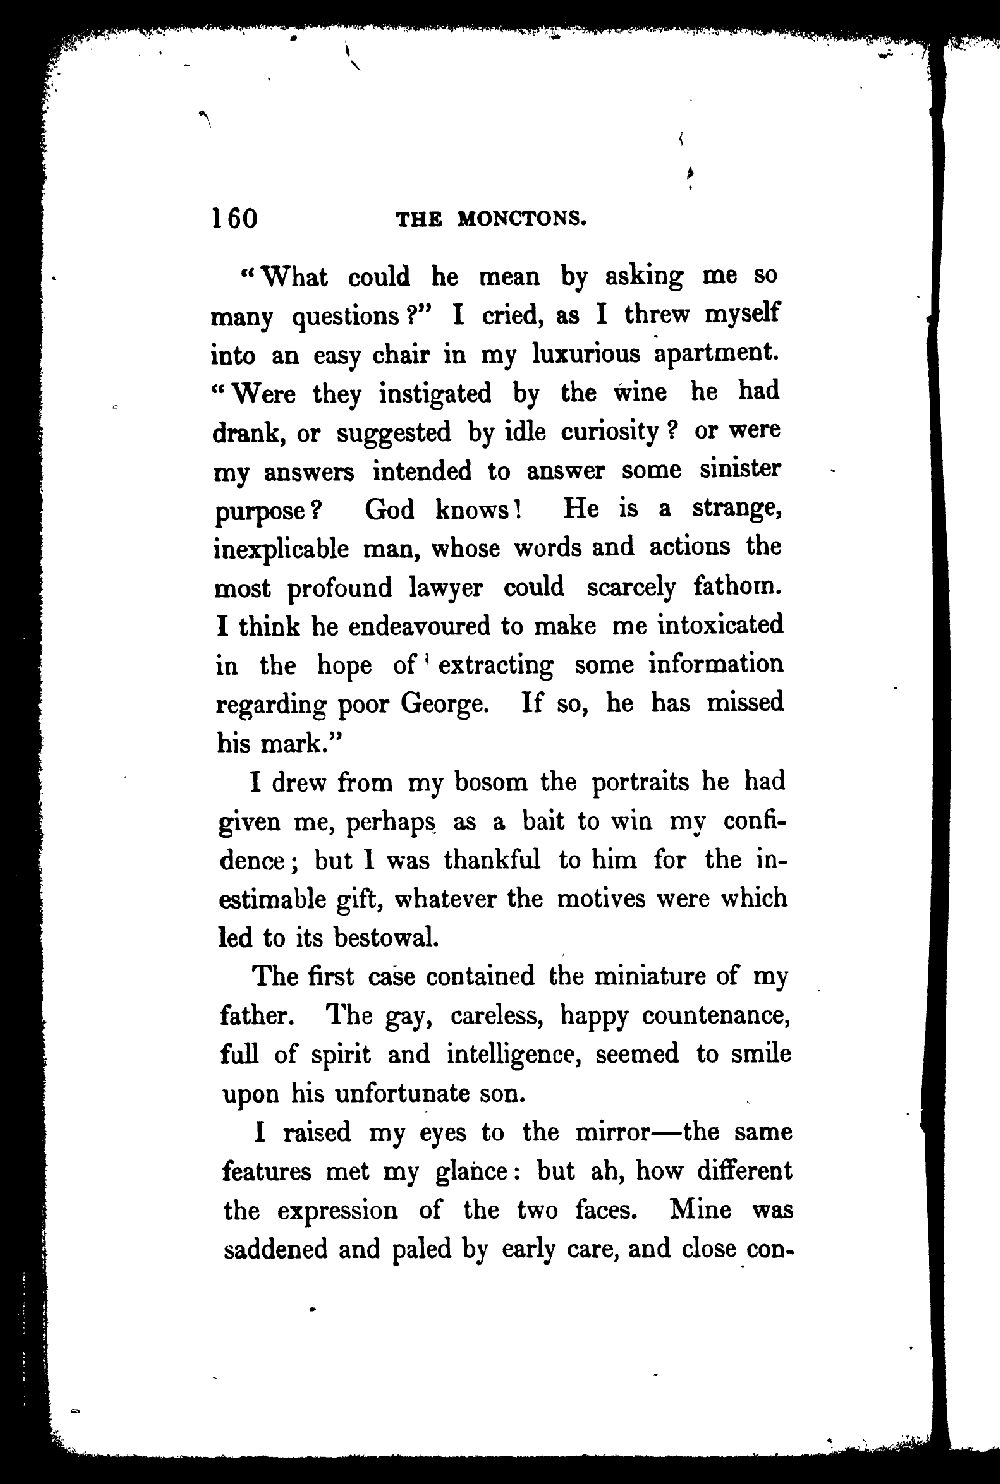 160 THE MONCTONS.
“What could he mean by asking me so
many questions?” I cried, as I threw myself
into an easy chair in my luxurious apartment.
“Were they instigated by the wine he had
drank, or suggested by idle curiosity? or were
my answers intended to answer some sinister
purpose? God knows! He is a strange,
inexplicable man, whose words and actions the
most profound lawyer could scarcely fathom.
I think he endeavoured to make me intoxicated
in the hope of extracting some information
regarding poor George. If so, he has missed
his mark.”
I drew from my bosom the portraits he had
given me, perhaps as a bait to win my confi-
dence; but I was thankful to him for the in-
estimable gift, whatever the motives were which
led to its bestowal.
The first case contained the miniature of my
father. The gay, careless, happy countenance,
full of spirit and intelligence, seemed to smile
upon his unfortunate son.
I raised my eyes to the mirror—the same
features met my glance: but ah, how different
the expression of the two faces. Mine was
saddened and paled by early care, and close con-